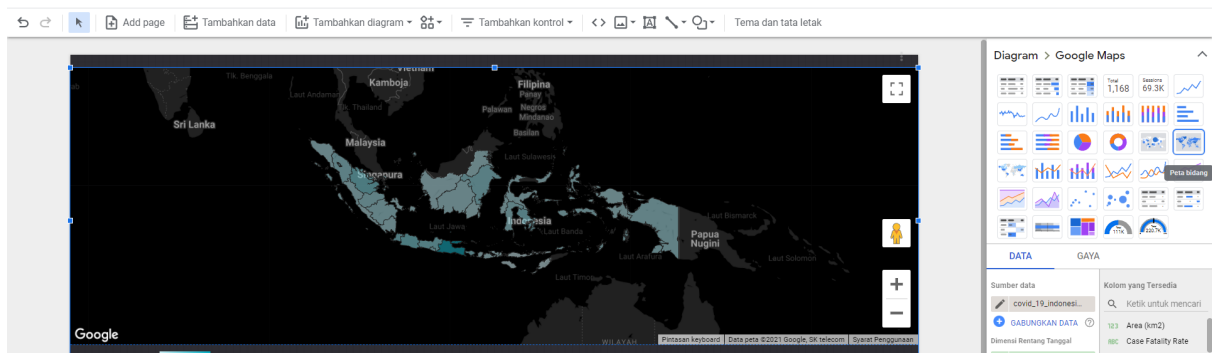 Add page
Tambahkan data
Tambahkan diagram
Tambahkan kontrol
Tema dan tata letak
Tlk. Benggala
Laut Andaman
Tlk. Thailand
Vietnam
Kamboja
Filipina
Panay
Palawan
Negros
Mindanao
Basilan
Sri Lanka
Malaysia
Laut Sulawesi
Singapura
Indonesia
Laut Jawa
Laut Banda
Laut Bismarck
Papua
Nugini
Laut Arafura
Laut Solomon
Laut Timor
WILAYAH
Google
Pintasan keyboard
Data peta ©2021 Google, SK telecom
Syarat Penggunaan
Diagram > Google Maps
Total
1,168
Sessions
69.3K
Peta bidang
DATA
GAYA
Sumber data
covid_19_indonesi...
GABUNGKAN DATA
Dimensi Rentang Tanggal
Kolom yang Tersedia
Ketik untuk mencari
123 Area (km2)
RBC Case Fatality Rate